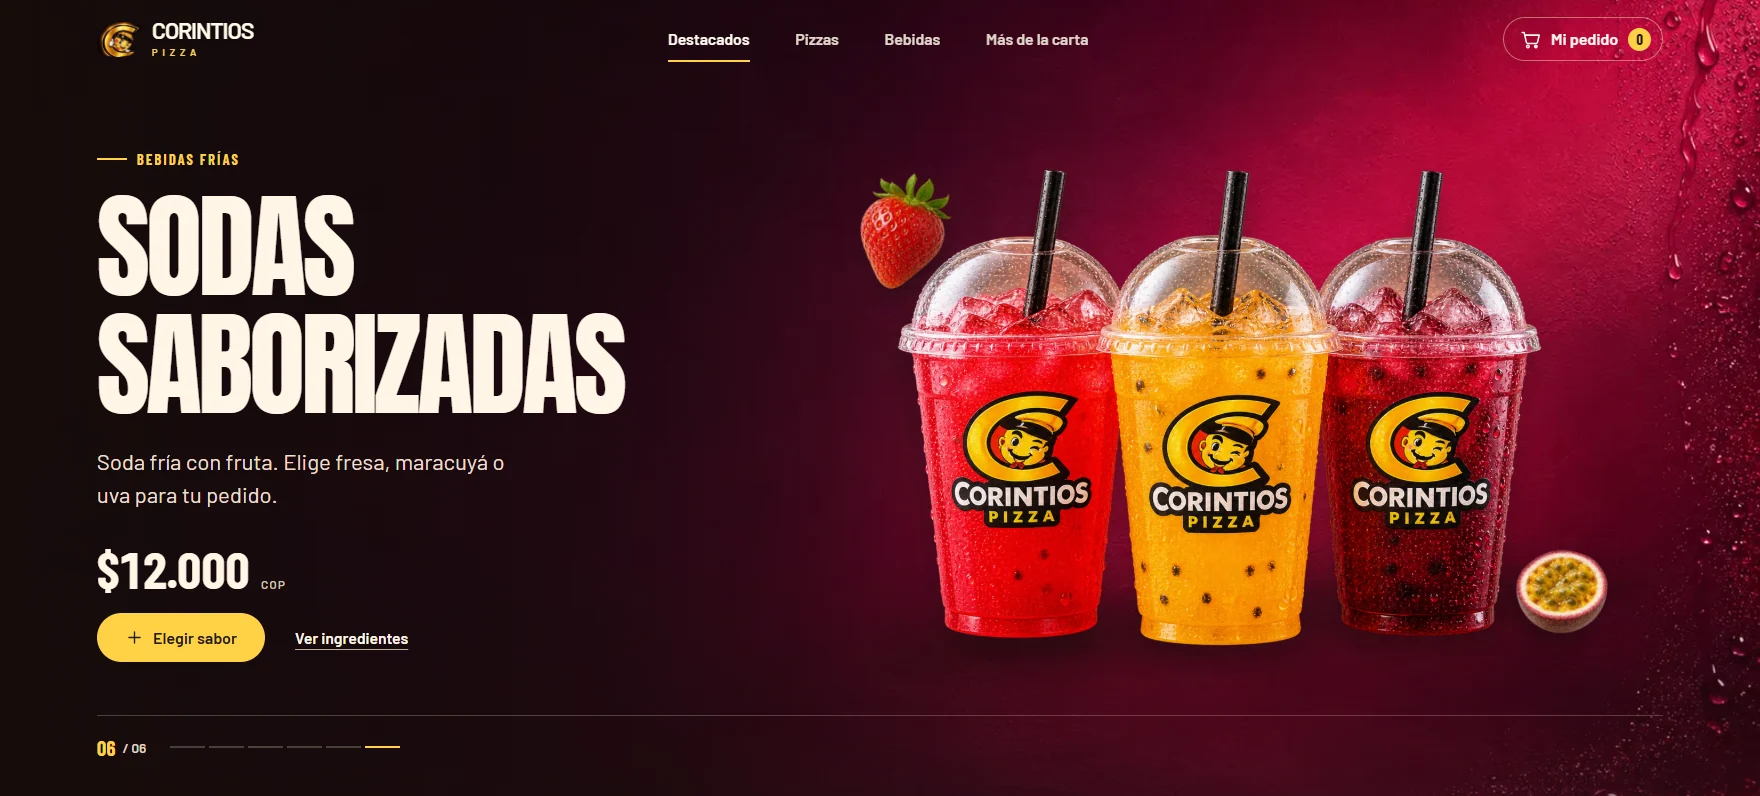 CORINTIOS
PIZZA
Destacados
Pizzas
Bebidas
Más de la carta
Mi pedido 0
BEBIDAS FRÍAS
SODAS
SABORIZADAS
Soda fría con fruta. Elige fresa, maracuyá o
uva para tu pedido.
$12.000 COP
+ Elegir sabor
Ver ingredientes
CORINTIOS
PIZZA
CORINTIOS
PIZZA
CORINTIOS
PIZZA
06 / 06